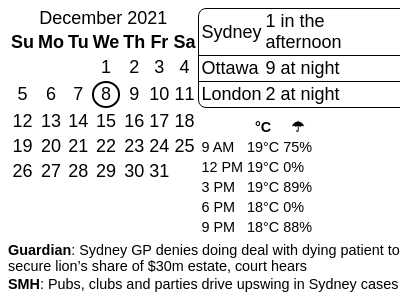 December 2021
Su Mo Tu We Th Fr Sa
1 2 3 4
5 6 7 8 9 10 11
12 13 14 15 16 17 18
19 20 21 22 23 24 25
26 27 28 29 30 31
Sydney 1 in the
afternoon
Ottawa 9 at night
London 2 at night
°C ☂
9 AM 19°C 75%
12 PM 19°C 0%
3 PM 19°C 89%
6 PM 18°C 0%
9 PM 18°C 88%
Guardian: Sydney GP denies doing deal with dying patient to
secure lion’s share of $30m estate, court hears
SMH: Pubs, clubs and parties drive upswing in Sydney cases